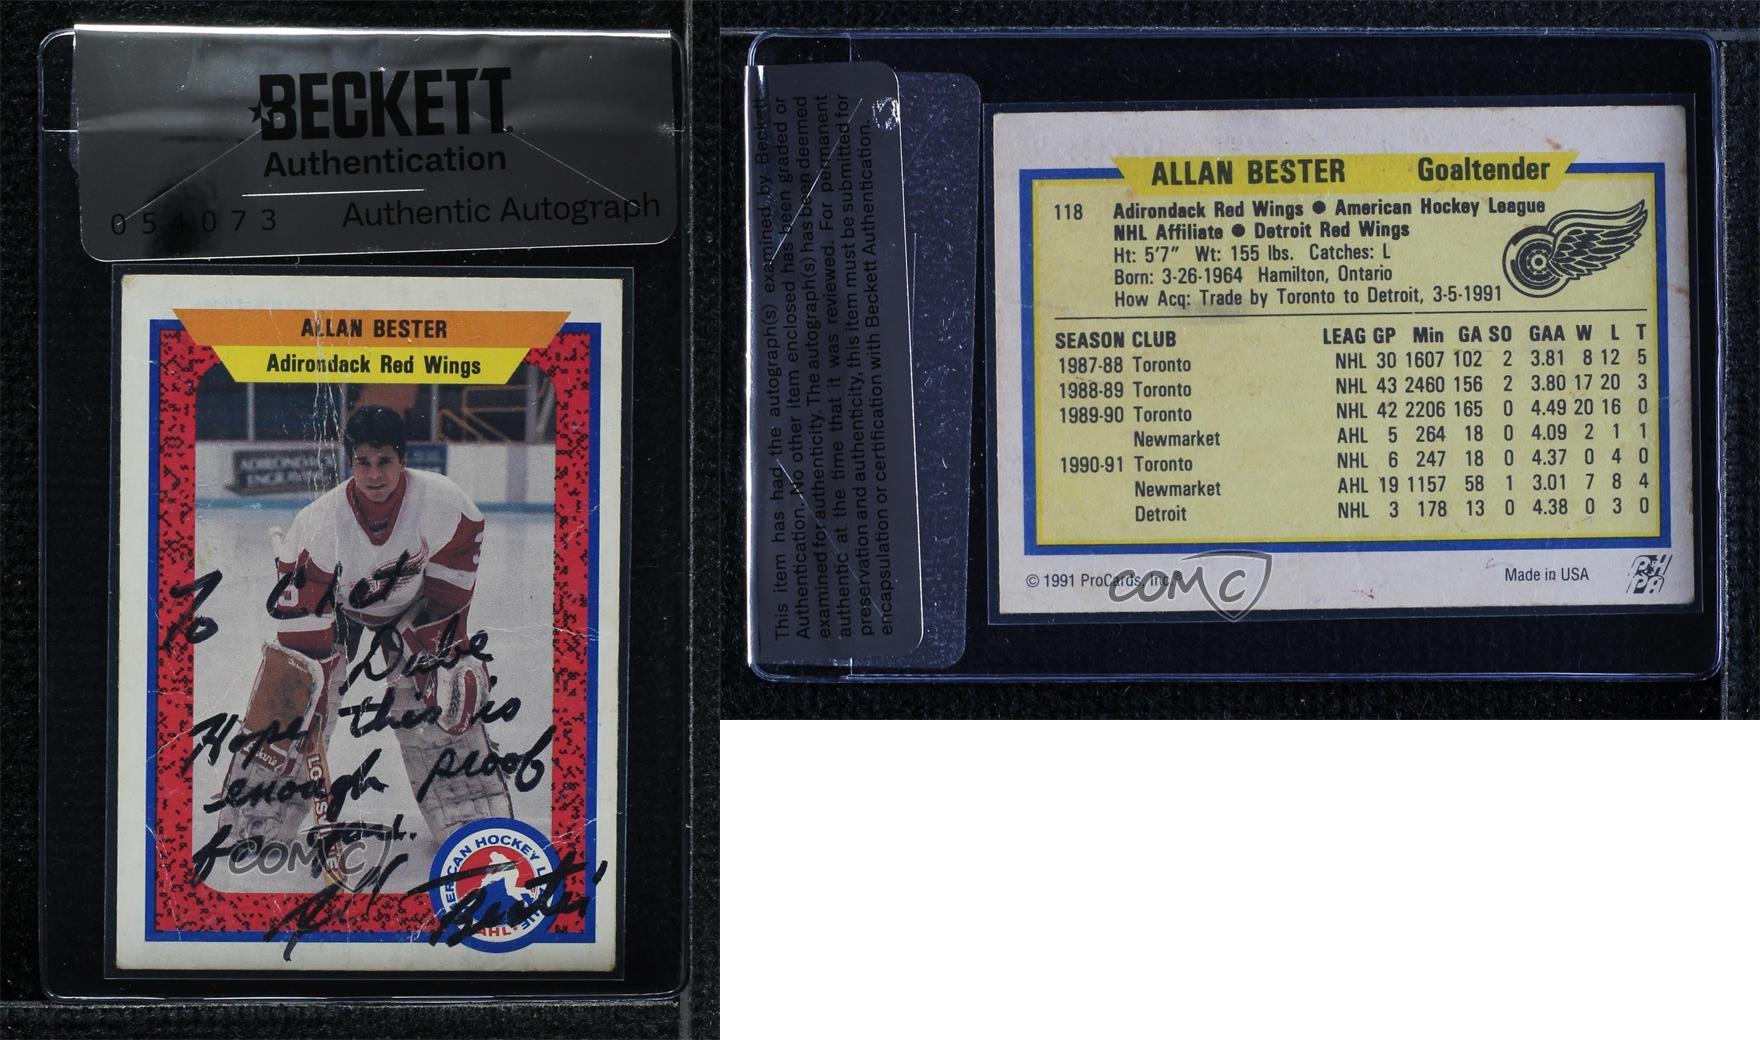 BECKETT
Authentication
054073 Authentic Autograph
ALLAN BESTER
Adirondack Red Wings
ADIRONDACK
ENGRAVERS
To Chet
Dube
Hope this is
enough proof
for
COMC
AMERICAN HOCKEY LEAGUE
AHL
This item has had the autograph(s) examined by Beckett
Authentication. No other item enclosed has been graded or
examined for authenticity. The autograph(s) has been deemed
authentic at the time that it was reviewed. For permanent
preservation and authenticity, this item must be submitted for
encapsulation or certification with Beckett Authentication.
ALLAN BESTER Goaltender
118 Adirondack Red Wings ● American Hockey League
NHL Affiliate ● Detroit Red Wings
Ht: 5'7" Wt: 155 lbs. Catches: L
Born: 3-26-1964 Hamilton, Ontario
How Acq: Trade by Toronto to Detroit, 3-5-1991
SEASON CLUB LEAG GP Min GA SO GAA W L T
1987-88 Toronto NHL 30 1607 102 2 3.81 8 12 5
1988-89 Toronto NHL 43 2460 156 2 3.80 17 20 3
1989-90 Toronto NHL 42 2206 165 0 4.49 20 16 0
Newmarket AHL 5 264 18 0 4.09 2 1 1
1990-91 Toronto NHL 6 247 18 0 4.37 0 4 0
Newmarket AHL 19 1157 58 1 3.01 7 8 4
Detroit NHL 3 178 13 0 4.38 0 3 0
© 1991 ProCards, Inc.® Made in USA
COMC
PHPA